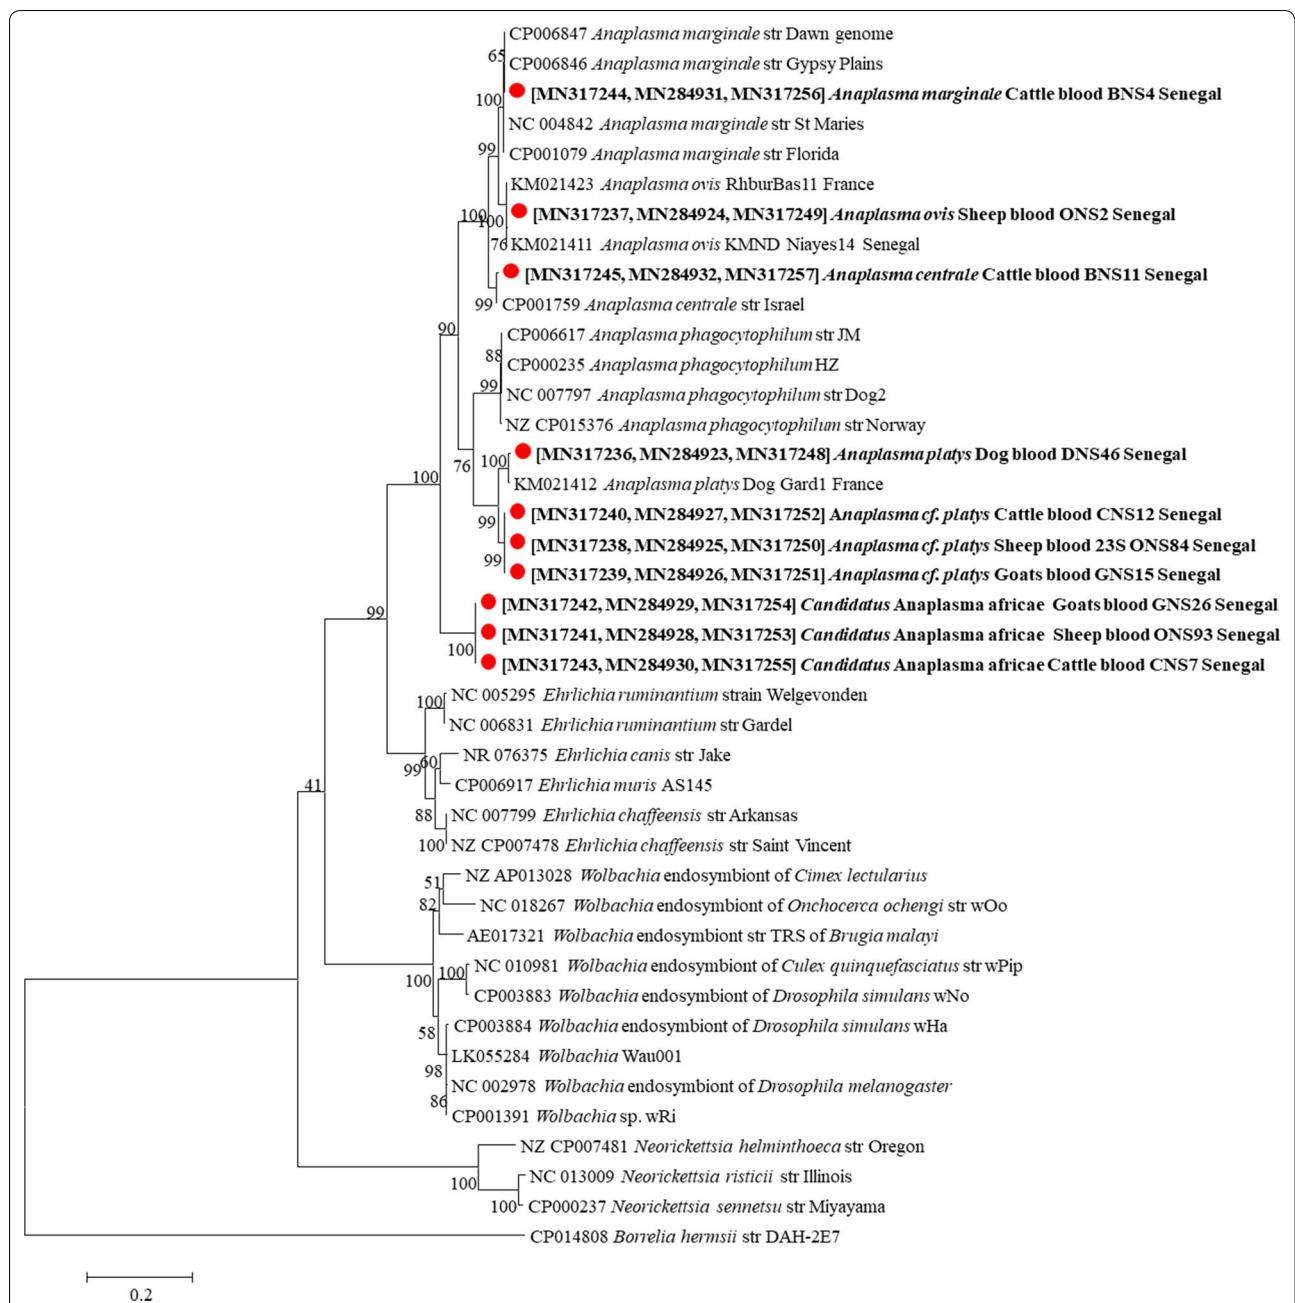 CP006847 Anaplasma marginale str Dawn genome
65
CP006846 Anaplasma marginale str Gypsy Plains
[MN317244, MN284931, MN317256] Anaplasma marginale Cattle blood BNS4 Senegal
100
NC 004842 Anaplasma marginale str St Maries
99
CP001079 Anaplasma marginale str Florida
KM021423 Anaplasma ovis RhburBas11 France
[MN317237, MN284924, MN317249] Anaplasma ovis Sheep blood ONS2 Senegal
100
100
76
KM021411 Anaplasma ovis KMND Niayes14 Senegal
[MN317245, MN284932, MN317257] Anaplasma centrale Cattle blood BNS11 Senegal
99
CP001759 Anaplasma centrale str Israel
90
CP006617 Anaplasma phagocytophilum str JM
88
CP000235 Anaplasma phagocytophilum HZ
99
NC 007797 Anaplasma phagocytophilum str Dog2
NZ CP015376 Anaplasma phagocytophilum str Norway
[MN317236, MN284923, MN317248] Anaplasma platys Dog blood DNS46 Senegal
76
100
100
KM021412 Anaplasma platys Dog Gard1 France
[MN317240, MN284927, MN317252] Anaplasma cf. platys Cattle blood CNS12 Senegal
99
[MN317238, MN284925, MN317250] Anaplasma cf. platys Sheep blood 23S ONS84 Senegal
99
[MN317239, MN284926, MN317251] Anaplasma cf. platys Goats blood GNS15 Senegal
[MN317242, MN284929, MN317254] Candidatus Anaplasma africae Goats blood GNS26 Senegal
99
[MN317241, MN284928, MN317253] Candidatus Anaplasma africae Sheep blood ONS93 Senegal
100
[MN317243, MN284930, MN317255] Candidatus Anaplasma africae Cattle blood CNS7 Senegal
NC 005295 Ehrlichia ruminantium strain Welgevonden
100
NC 006831 Ehrlichia ruminantium str Gardel
NR 076375 Ehrlichia canis str Jake
60
99
CP006917 Ehrlichia muris AS145
41
NC 007799 Ehrlichia chaffeensis str Arkansas
88
100
NZ CP007478 Ehrlichia chaffeensis str Saint Vincent
NZ AP013028 Wolbachia endosymbiont of Cimex lectularius
51
82
NC 018267 Wolbachia endosymbiont of Onchocerca ochengi str wOo
AE017321 Wolbachia endosymbiont str TRS of Brugia malayi
NC 010981 Wolbachia endosymbiont of Culex quinquefasciatus str wPip
100
100
CP003883 Wolbachia endosymbiont of Drosophila simulans wNo
CP003884 Wolbachia endosymbiont of Drosophila simulans wHa
58
LK055284 Wolbachia Wau001
98
NC 002978 Wolbachia endosymbiont of Drosophila melanogaster
86
CP001391 Wolbachia sp. wRi
NZ CP007481 Neorickettsia helminthoeca str Oregon
NC 013009 Neorickettsia risticii str Illinois
100
100
CP000237 Neorickettsia sennetsu str Miyayama
CP014808 Borrelia hermsii str DAH-2E7
0.2